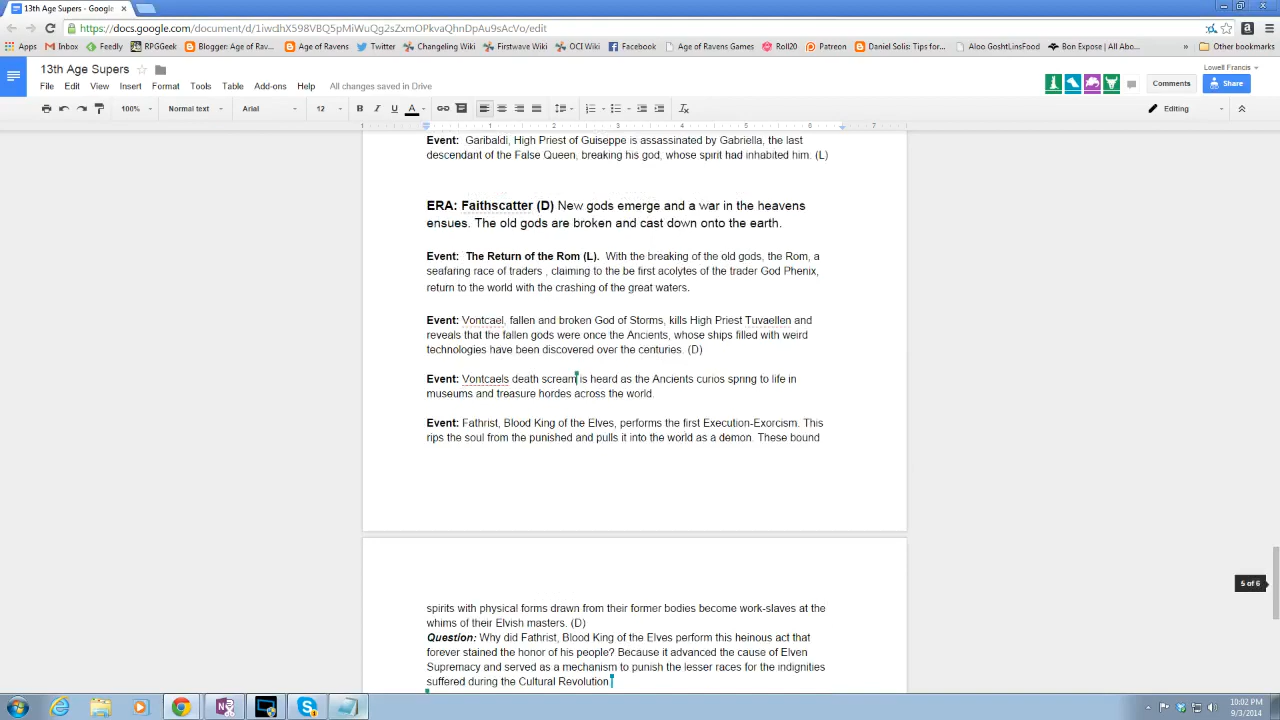 13th Age Supers - Google
https://docs.google.com/document/d/1iwdhX598VBQ5pMiWuQg2sZxmOPkvaQhnDpAu9sAcVo/edit
Apps Inbox Feedly RPGGeek Blogger: Age of Rav... Age of Ravens Twitter Changeling Wiki Firstwave Wiki OCI Wiki Facebook Age of Ravens Games Roll20 Patreon Daniel Solis: Tips for... Aloo GoshtLinsFood Bon Expose | All Abo... » Other bookmarks
13th Age Supers
Lowell Francis
File Edit View Insert Format Tools Table Add-ons Help All changes saved in Drive
Comments Share
100% Normal text Arial 12 B I U A Editing
1 1 2 3 4 5 6 7
Event: Garibaldi, High Priest of Guiseppe is assassinated by Gabriella, the last
descendant of the False Queen, breaking his god, whose spirit had inhabited him. (L)
ERA: Faithscatter (D) New gods emerge and a war in the heavens
ensues. The old gods are broken and cast down onto the earth.
Event: The Return of the Rom (L). With the breaking of the old gods, the Rom, a
seafaring race of traders , claiming to the be first acolytes of the trader God Phenix,
return to the world with the crashing of the great waters.
Event: Vontcael, fallen and broken God of Storms, kills High Priest Tuvaellen and
reveals that the fallen gods were once the Ancients, whose ships filled with weird
technologies have been discovered over the centuries. (D)
Event: Vontcaels death scream is heard as the Ancients curios spring to life in
museums and treasure hordes across the world.
Event: Fathrist, Blood King of the Elves, performs the first Execution-Exorcism. This
rips the soul from the punished and pulls it into the world as a demon. These bound
5 of 6
spirits with physical forms drawn from their former bodies become work-slaves at the
whims of their Elvish masters. (D)
Question: Why did Fathrist, Blood King of the Elves perform this heinous act that
forever stained the honor of his people? Because it advanced the cause of Elven
Supremacy and served as a mechanism to punish the lesser races for the indignities
suffered during the Cultural Revolution
10:02 PM
9/3/2014